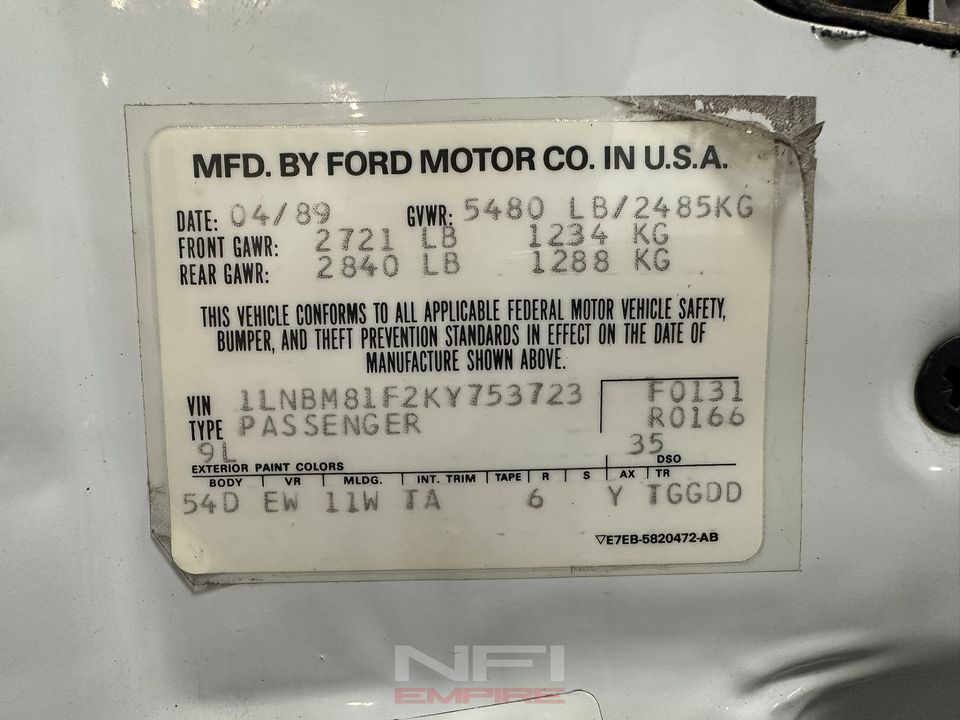 MFD. BY FORD MOTOR CO. IN U.S.A.
DATE: 04/89 GVWR: 5480 LB/2485KG
FRONT GAWR: 2721 LB 1234 KG
REAR GAWR: 2840 LB 1288 KG
THIS VEHICLE CONFORMS TO ALL APPLICABLE FEDERAL MOTOR VEHICLE SAFETY,
BUMPER, AND THEFT PREVENTION STANDARDS IN EFFECT ON THE DATE OF
MANUFACTURE SHOWN ABOVE.
VIN 1LNBM81F2KY753723 F0131
TYPE PASSENGER R0166
9L 35
EXTERIOR PAINT COLORS DSO
BODY VR MLDG. INT. TRIM TAPE R S AX TR
54D EW 11W TA 6 Y TGGDD
▽E7EB-5820472-AB
NFI
EMPIRE